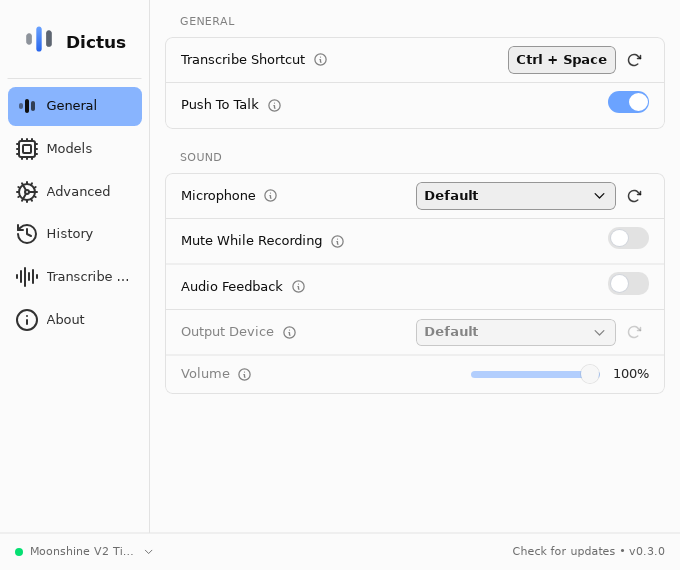 Dictus
General
Models
Advanced
History
Transcribe ...
About
GENERAL
Transcribe Shortcut
Ctrl + Space
Push To Talk
SOUND
Microphone
Default
Mute While Recording
Audio Feedback
Output Device
Default
Volume
100%
Moonshine V2 Ti...
Check for updates • v0.3.0